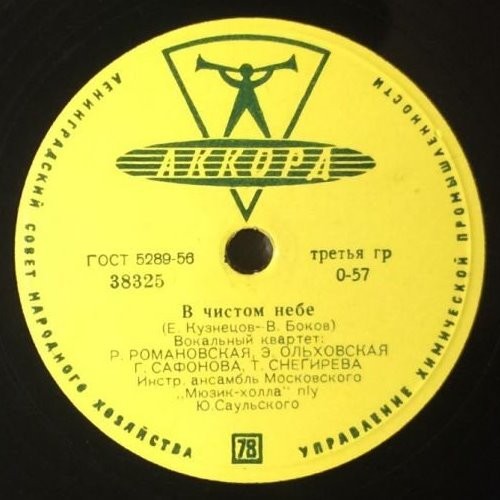 ЛЕНИНГРАДСКИЙ СОВЕТ НАРОДНОГО ХОЗЯЙСТВА
УПРАВЛЕНИЕ ХИМИЧЕСКОЙ ПРОМЫШЛЕННОСТИ
АККОРД
ГОСТ 5289-56
38325
третья гр
0-57
В чистом небе
(Е. Кузнецов-В. Боков)
Вокальный квартет:
Р. РОМАНОВСКАЯ, Э. ОЛЬХОВСКАЯ
Г. САФОНОВА, Т. СНЕГИРЕВА
Инстр. ансамбль Московского
„Мюзик-холла" п/у
Ю. Саульского
78